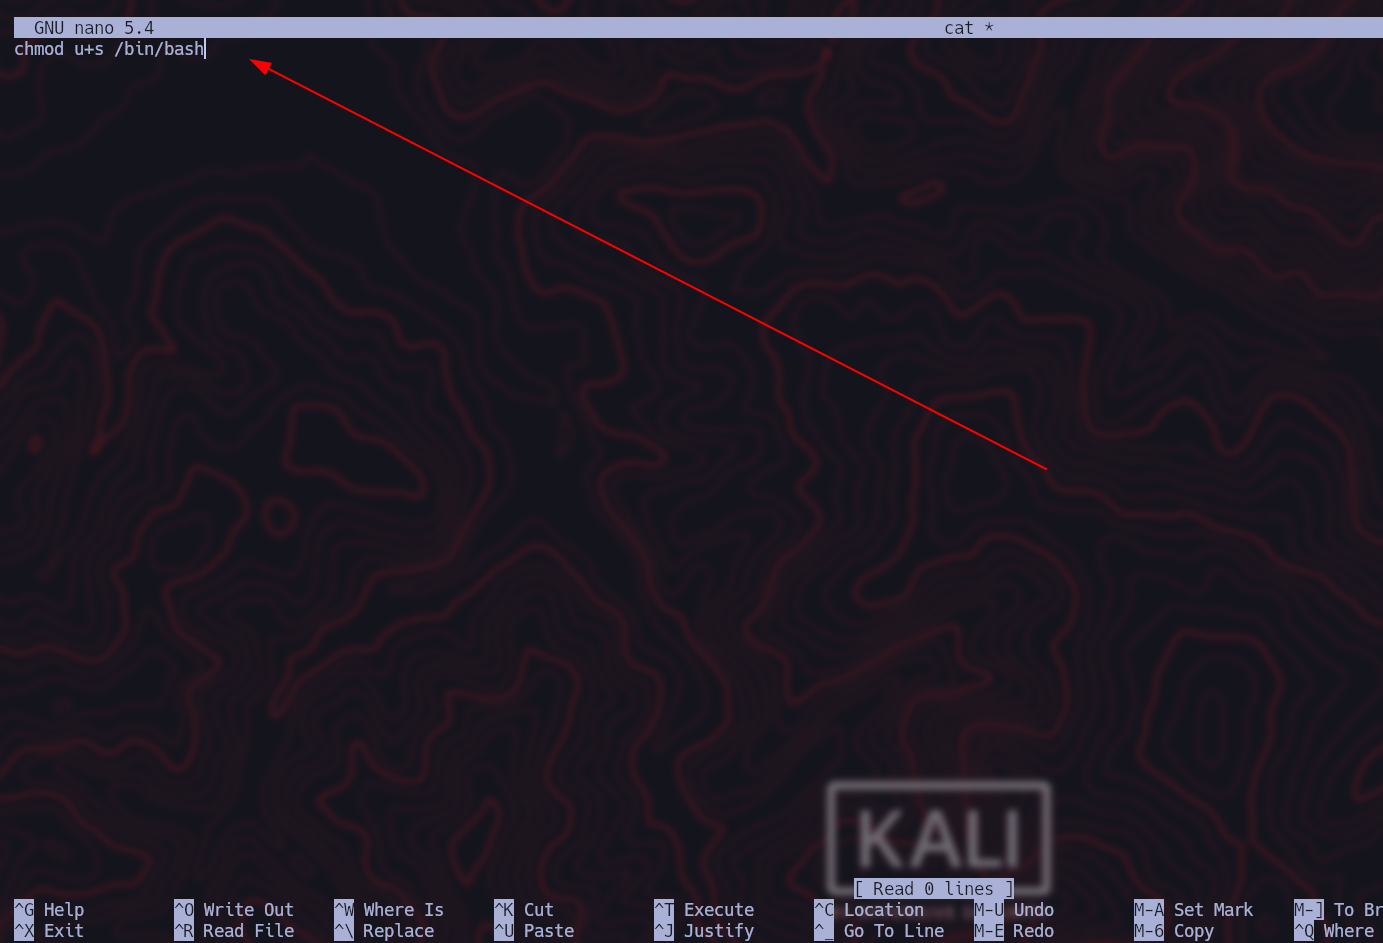 GNU nano 5.4 cat *
chmod u+s /bin/bash
KALI
[ Read 0 lines ]
^G Help ^O Write Out ^W Where Is ^K Cut ^T Execute ^C Location M-U Undo M-A Set Mark M-] To Br
^X Exit ^R Read File ^\ Replace ^U Paste ^J Justify ^_ Go To Line M-E Redo M-6 Copy ^Q Where